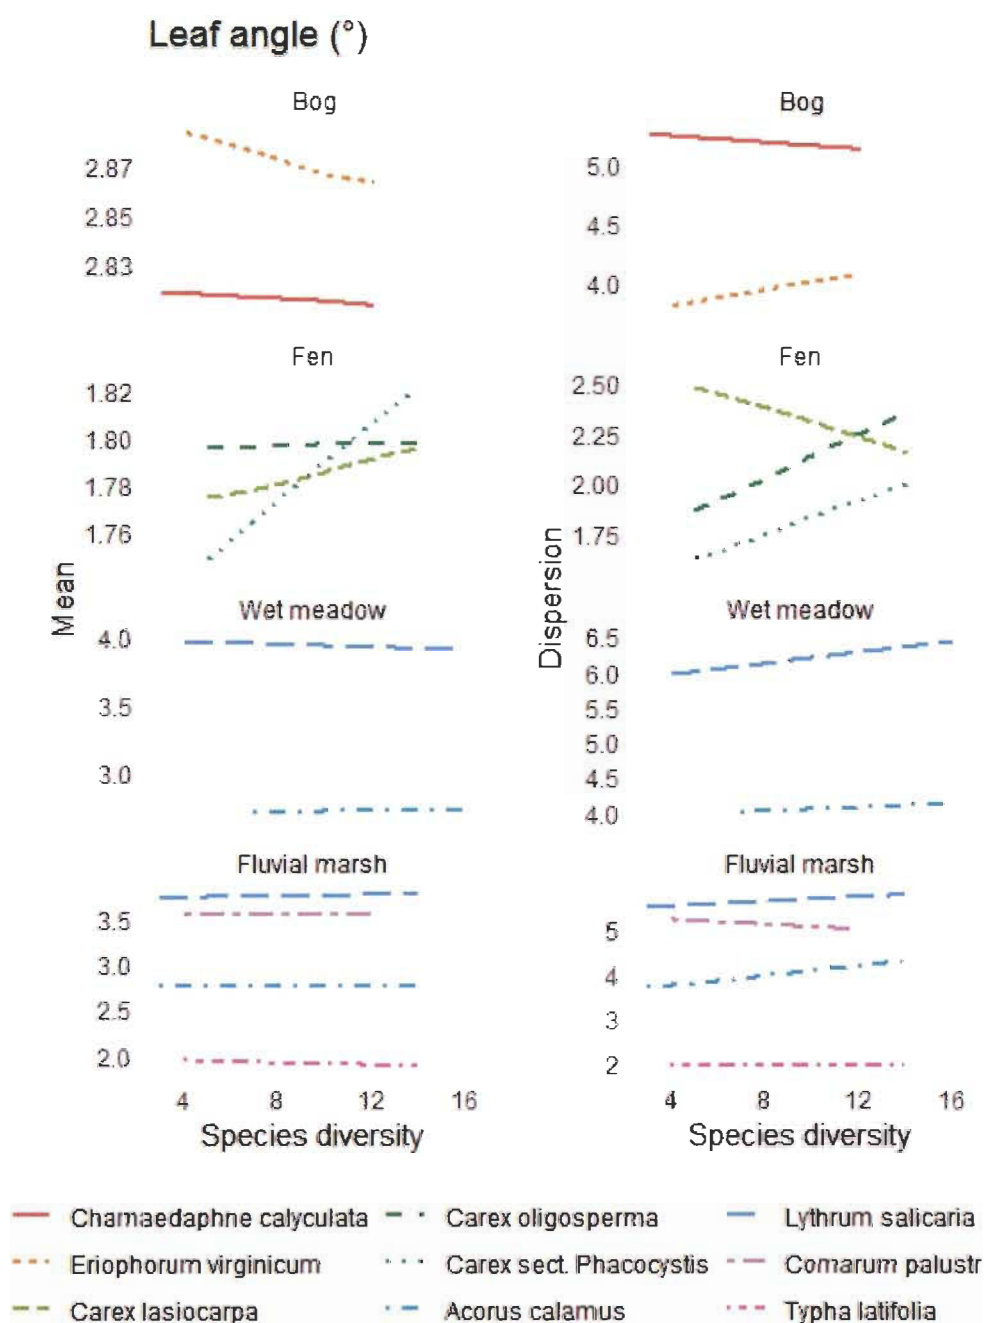 Leaf angle (°)
Bog
2.87
2.85
2.83
Fen
1.82
1.80
1.78
1.76
Wet meadow
4.0
3.5
3.0
Fluvial marsh
3.5
3.0
2.5
2.0
4 8 12 16
Species diversity
Mean
Bog
5.0
4.5
4.0
Fen
2.50
2.25
2.00
1.75
Wet meadow
6.5
6.0
5.5
5.0
4.5
4.0
Fluvial marsh
5
4
3
2
4 8 12 16
Species diversity
Dispersion
Chamaedaphne calyculata
Eriophorum virginicum
Carex lasiocarpa
Carex oligosperma
Carex sect. Phacocystis
Acorus calamus
Lythrum salicaria
Comarum palustr
Typha latifolia